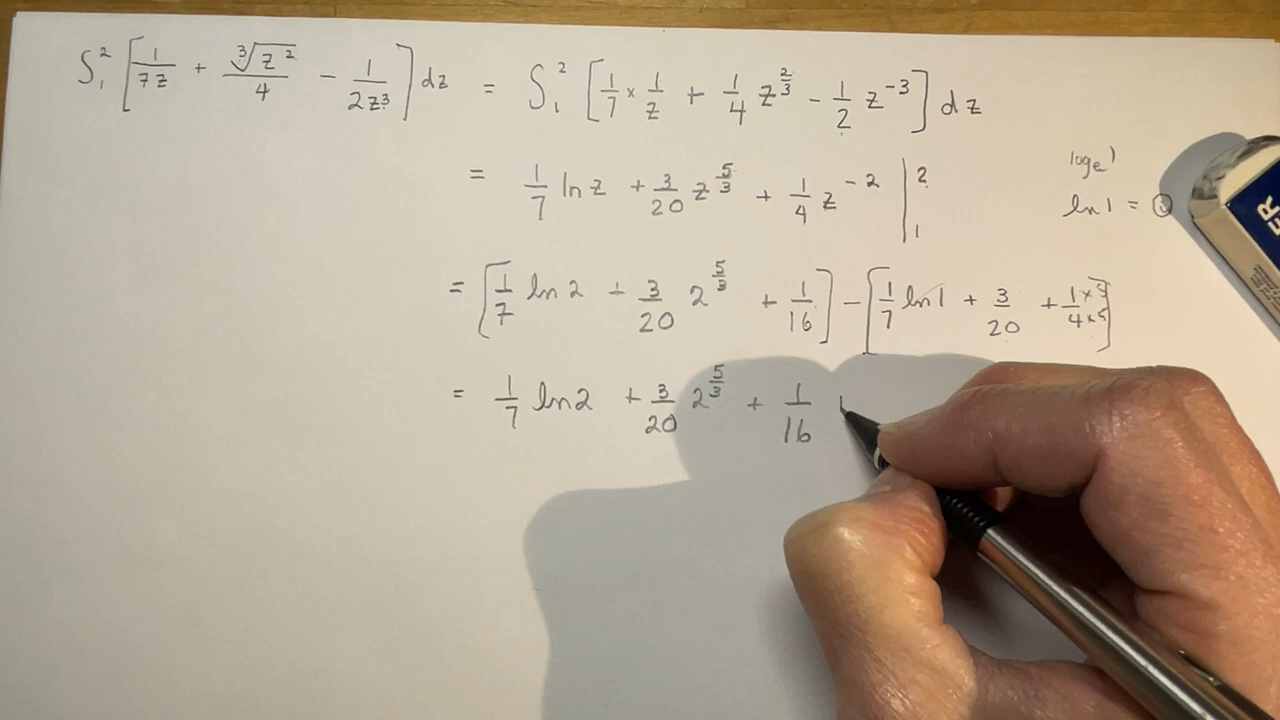 ∫₁² [1/7z + ∛z²/4 − 1/2z³] dz = ∫₁² [1/7 × 1/z + 1/4 z^(2/3) − 1/2 z^(−3)] dz
= 1/7 ln z + 3/20 z^(5/3) + 1/4 z^(−2) |₁²
logₑ 1
ln 1 = 0
= [1/7 ln 2 + 3/20 2^(5/3) + 1/16] − [1/7 ln 1 + 3/20 + 1×5/4×5]
= 1/7 ln 2 + 3/20 2^(5/3) + 1/16
ER